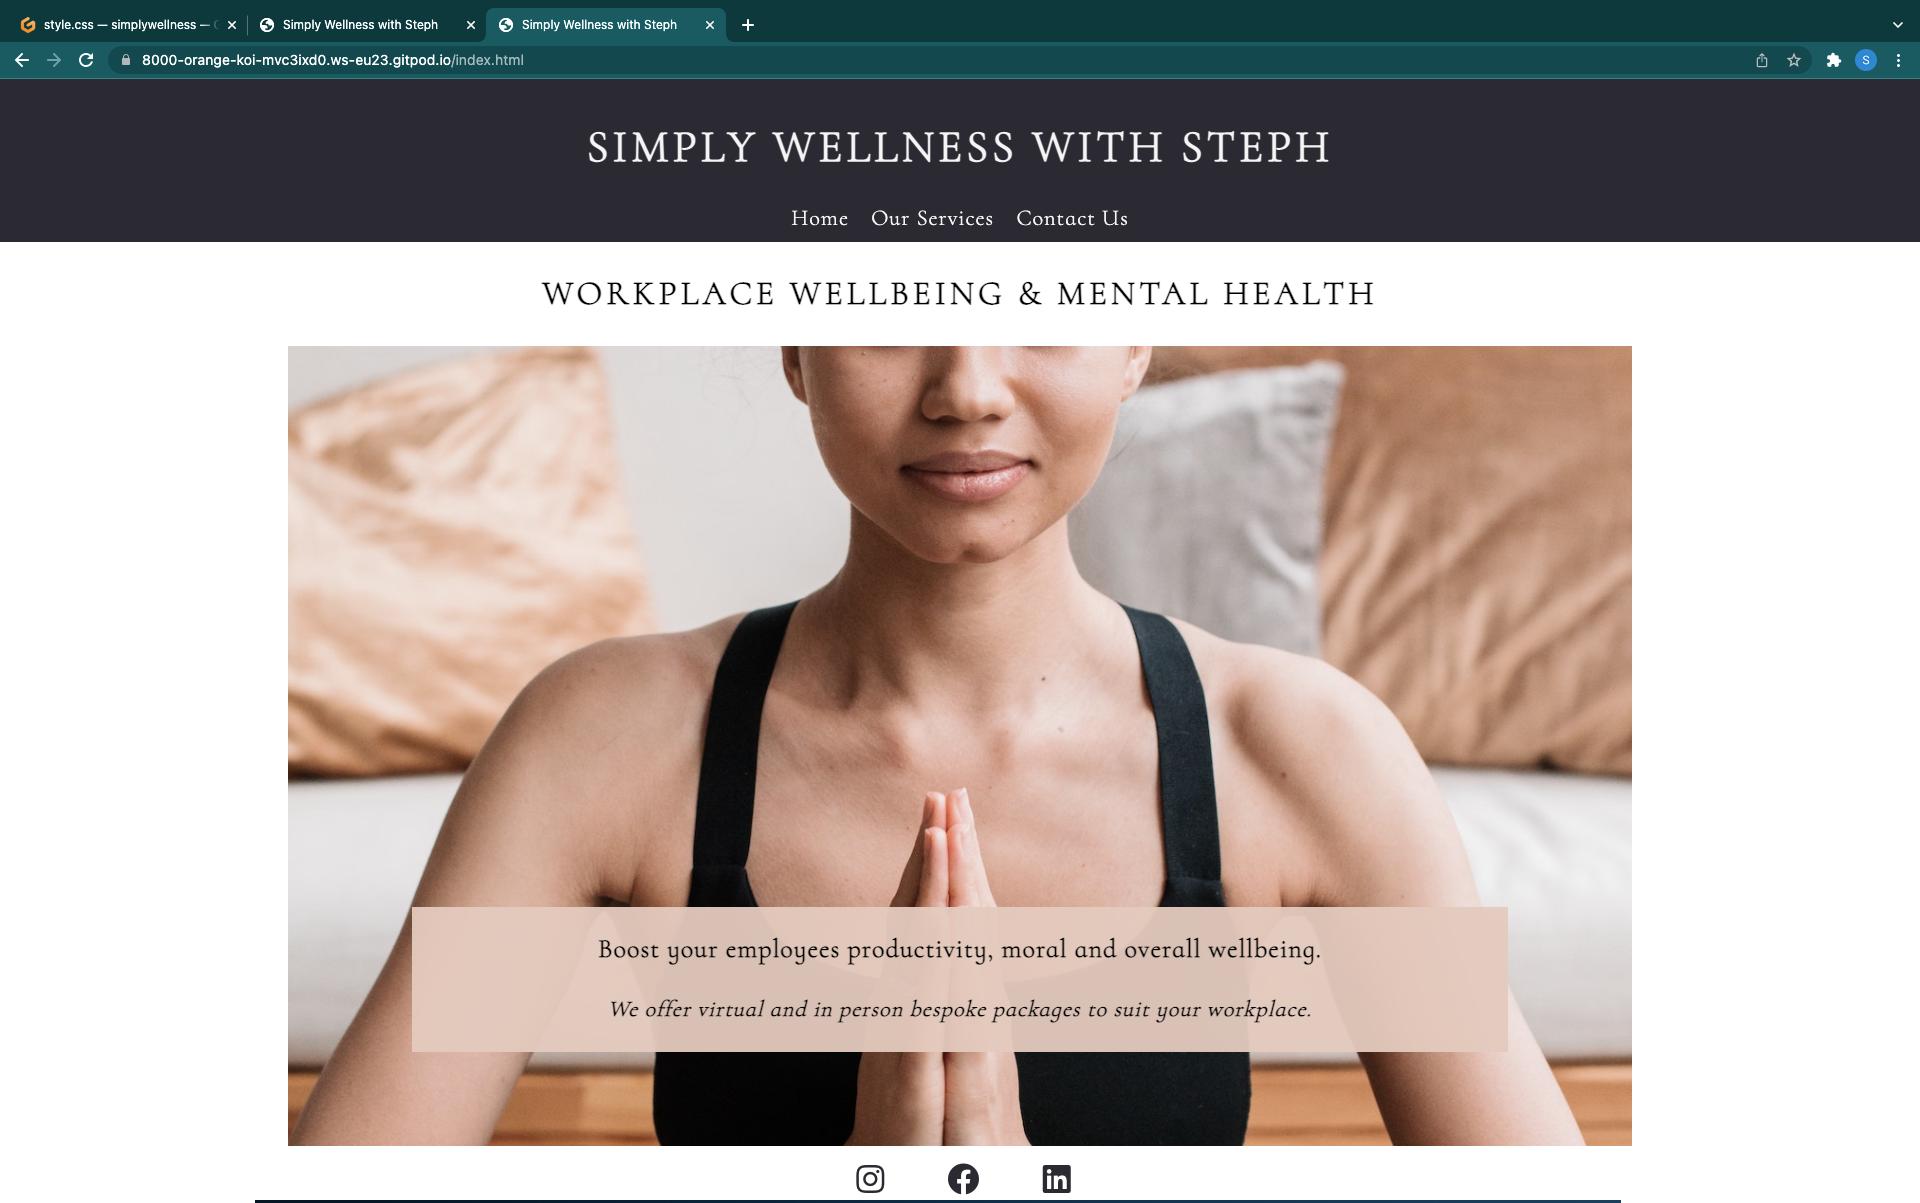 style.css — simplywellness —
Simply Wellness with Steph
Simply Wellness with Steph
8000-orange-koi-mvc3ixd0.ws-eu23.gitpod.io/index.html
S
SIMPLY WELLNESS WITH STEPH
Home Our Services Contact Us
WORKPLACE WELLBEING & MENTAL HEALTH
Boost your employees productivity, moral and overall wellbeing.
We offer virtual and in person bespoke packages to suit your workplace.
in